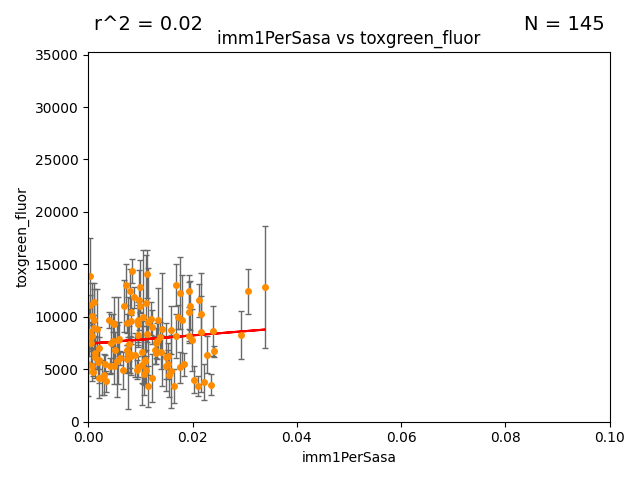 r^2 = 0.02
N = 145
imm1PerSasa vs toxgreen_fluor
35000
30000
25000
20000
15000
10000
5000
0
toxgreen_fluor
0.00 0.02 0.04 0.06 0.08 0.10
imm1PerSasa